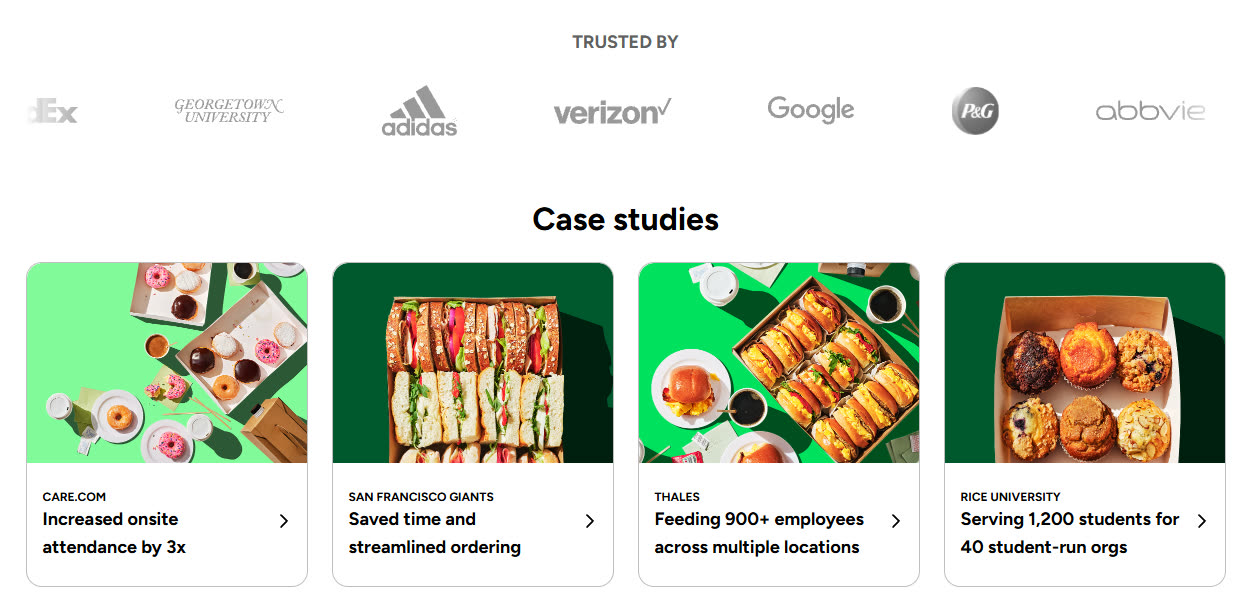 TRUSTED BY
dEx
GEORGETOWN
UNIVERSITY
adidas
verizon
Google
P&G
abbvie
Case studies
CARE.COM
Increased onsite
attendance by 3x
SAN FRANCISCO GIANTS
Saved time and
streamlined ordering
THALES
Feeding 900+ employees
across multiple locations
RICE UNIVERSITY
Serving 1,200 students for
40 student-run orgs